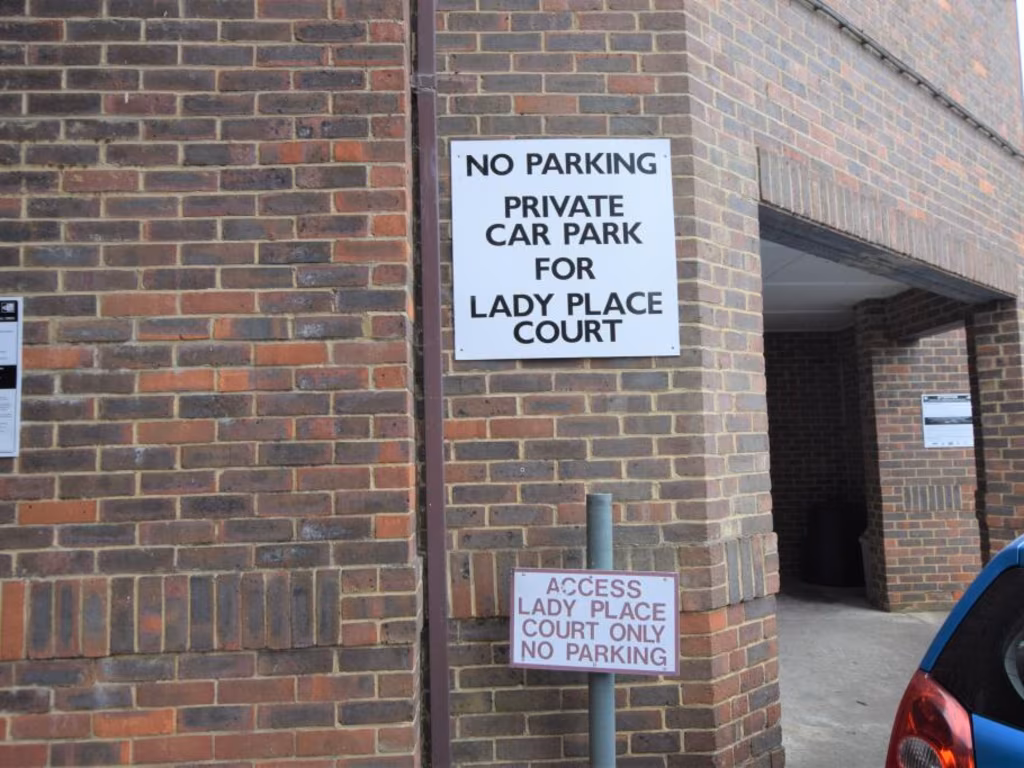 NO PARKING
PRIVATE
CAR PARK
FOR
LADY PLACE
COURT
ACCESS
LADY PLACE
COURT ONLY
NO PARKING